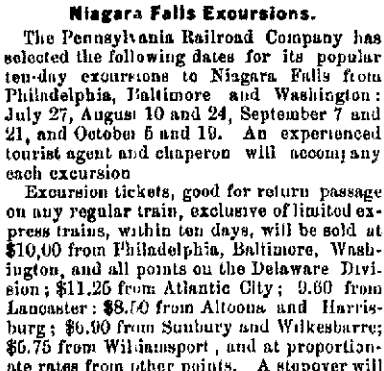 Niagara Falls Excursions.
The Pennsylvania Railroad Company has
selected the following dates for its popular
ten-day excursions to Niagara Falls from
Philadelphia, Baltimore and Washington:
July 27, August 10 and 24, September 7 and
21, and October 5 and 19. An experienced
tourist agent and chaperon will accompany
each excursion
Excursion tickets, good for return passage
on any regular train, exclusive of limited ex-
press trains, within ten days, will be sold at
$10,00 from Philadelphia, Baltimore, Wash-
ington, and all points on the Delaware Divi-
sion; $11.25 from Atlantic City; 9.60 from
Lancaster: $8.50 from Altoona and Harris-
burg; $6.90 from Sunbury and Wilkesbarre;
$5.75 from Williamsport, and at proportion-
ate rates from other points. A stopover will